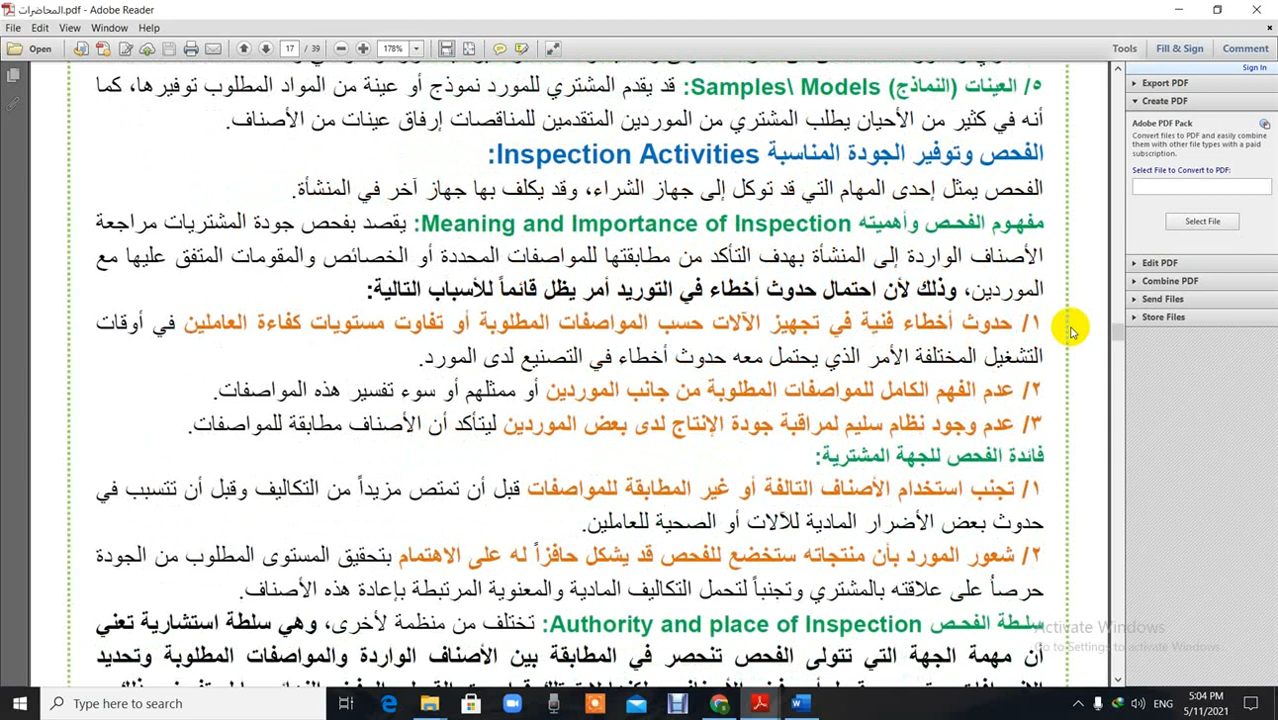 المحاضرات.pdf - Adobe Reader
File Edit View Window Help
Open 17 / 39 178% Tools Fill & Sign Comment
٥/ العينات (النماذج) Samples\ Models: قد يقدم المشتري للمورد نموذج أو عينة من المواد المطلوب توفيرها، كما
أنه في كثير من الأحيان يطلب المشتري من الموردين المتقدمين للمناقصات إرفاق عينات من الأصناف.
الفحص وتوفير الجودة المناسبة Inspection Activities:
الفحص يمثل إحدى المهام التي قد توكل إلى جهاز الشراء، وقد يكلف بها جهاز آخر في المنشأة.
مفهوم الفحص وأهميته Meaning and Importance of Inspection: يقصد بفحص جودة المشتريات مراجعة
الأصناف الواردة إلى المنشأة بهدف التأكد من مطابقتها للمواصفات المحددة أو الخصائص والمقومات المتفق عليها مع
الموردين، وذلك لأن احتمال حدوث أخطاء في التوريد أمر يظل قائماً للأسباب التالية:
١/ حدوث أخطاء فنية في تجهيز الآلات حسب المواصفات المطلوبة أو تفاوت مستويات كفاءة العاملين في أوقات
التشغيل المختلفة الأمر الذي يحتمل معه حدوث أخطاء في التصنيع لدى المورد.
٢/ عدم الفهم الكامل للمواصفات المطلوبة من جانب الموردين أو ممثلهم أو سوء تفسير هذه المواصفات.
٣/ عدم وجود نظام سليم لمراقبة جودة الإنتاج لدى بعض الموردين ليتأكد أن الأصناف مطابقة للمواصفات.
فائدة الفحص للجهة المشترية:
١/ تجنب استخدام الأصناف التالفة أو غير المطابقة للمواصفات قبل أن تمتص مزيداً من التكاليف وقبل أن تتسبب في
حدوث بعض الأضرار المادية للآلات أو الصحية للعاملين.
٢/ شعور المورد بأن منتجاته ستخضع للفحص قد يشكل حافزاً له على الاهتمام بتحقيق المستوى المطلوب من الجودة
حرصاُ على علاقته بالمشتري وتجنباً لتحمل التكاليف المادية والمعنوية المرتبطة بإعادة هذه الأصناف.
سلطة الفحص Authority and place of Inspection: تختلف من منظمة لأخرى، وهي سلطة استشارية تعني
أن مهمة الجهة التي تتولى الفحص تنحصر في المطابقة بين الأصناف الواردة والمواصفات المطلوبة وتحديد
Sign In
Export PDF
Create PDF
Adobe PDF Pack
Convert files to PDF and easily combine
them with other file types with a paid
subscription.
Select File to Convert to PDF:
Select File
Edit PDF
Combine PDF
Send Files
Store Files
Activate Windows
Go to Settings to activate Windows.
Type here to search
ENG
5:04 PM
5/11/2021